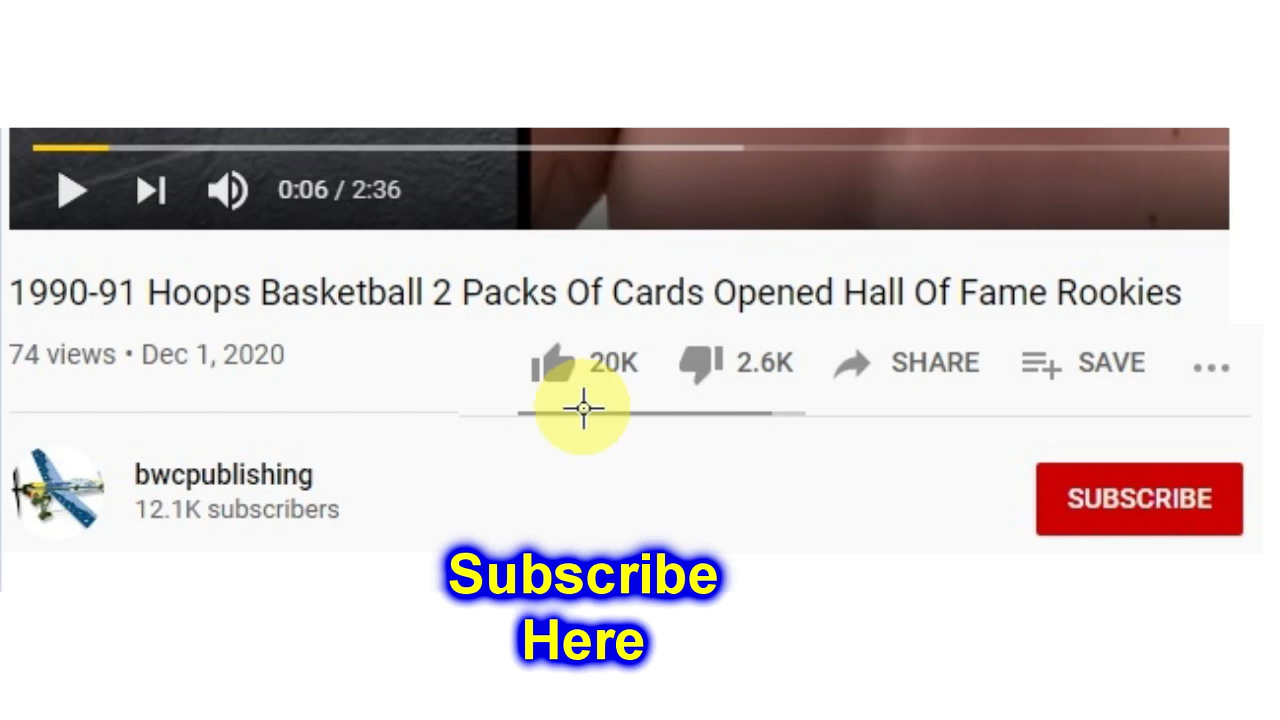 0:06 / 2:36
1990-91 Hoops Basketball 2 Packs Of Cards Opened Hall Of Fame Rookies
74 views • Dec 1, 2020
20K 2.6K SHARE SAVE
bwcpublishing
12.1K subscribers
SUBSCRIBE
Subscribe
Here